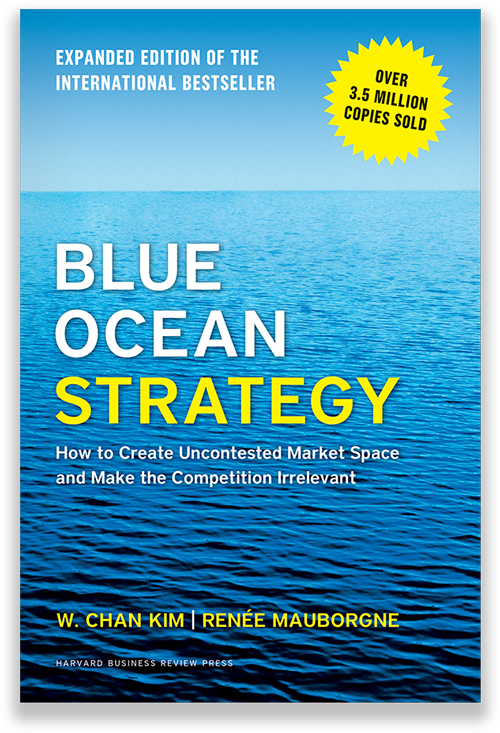 EXPANDED EDITION OF THE
INTERNATIONAL BESTSELLER
OVER
3.5 MILLION
COPIES SOLD
BLUE
OCEAN
STRATEGY
How to Create Uncontested Market Space
and Make the Competition Irrelevant
W. CHAN KIM | RENÉE MAUBORGNE
HARVARD BUSINESS REVIEW PRESS